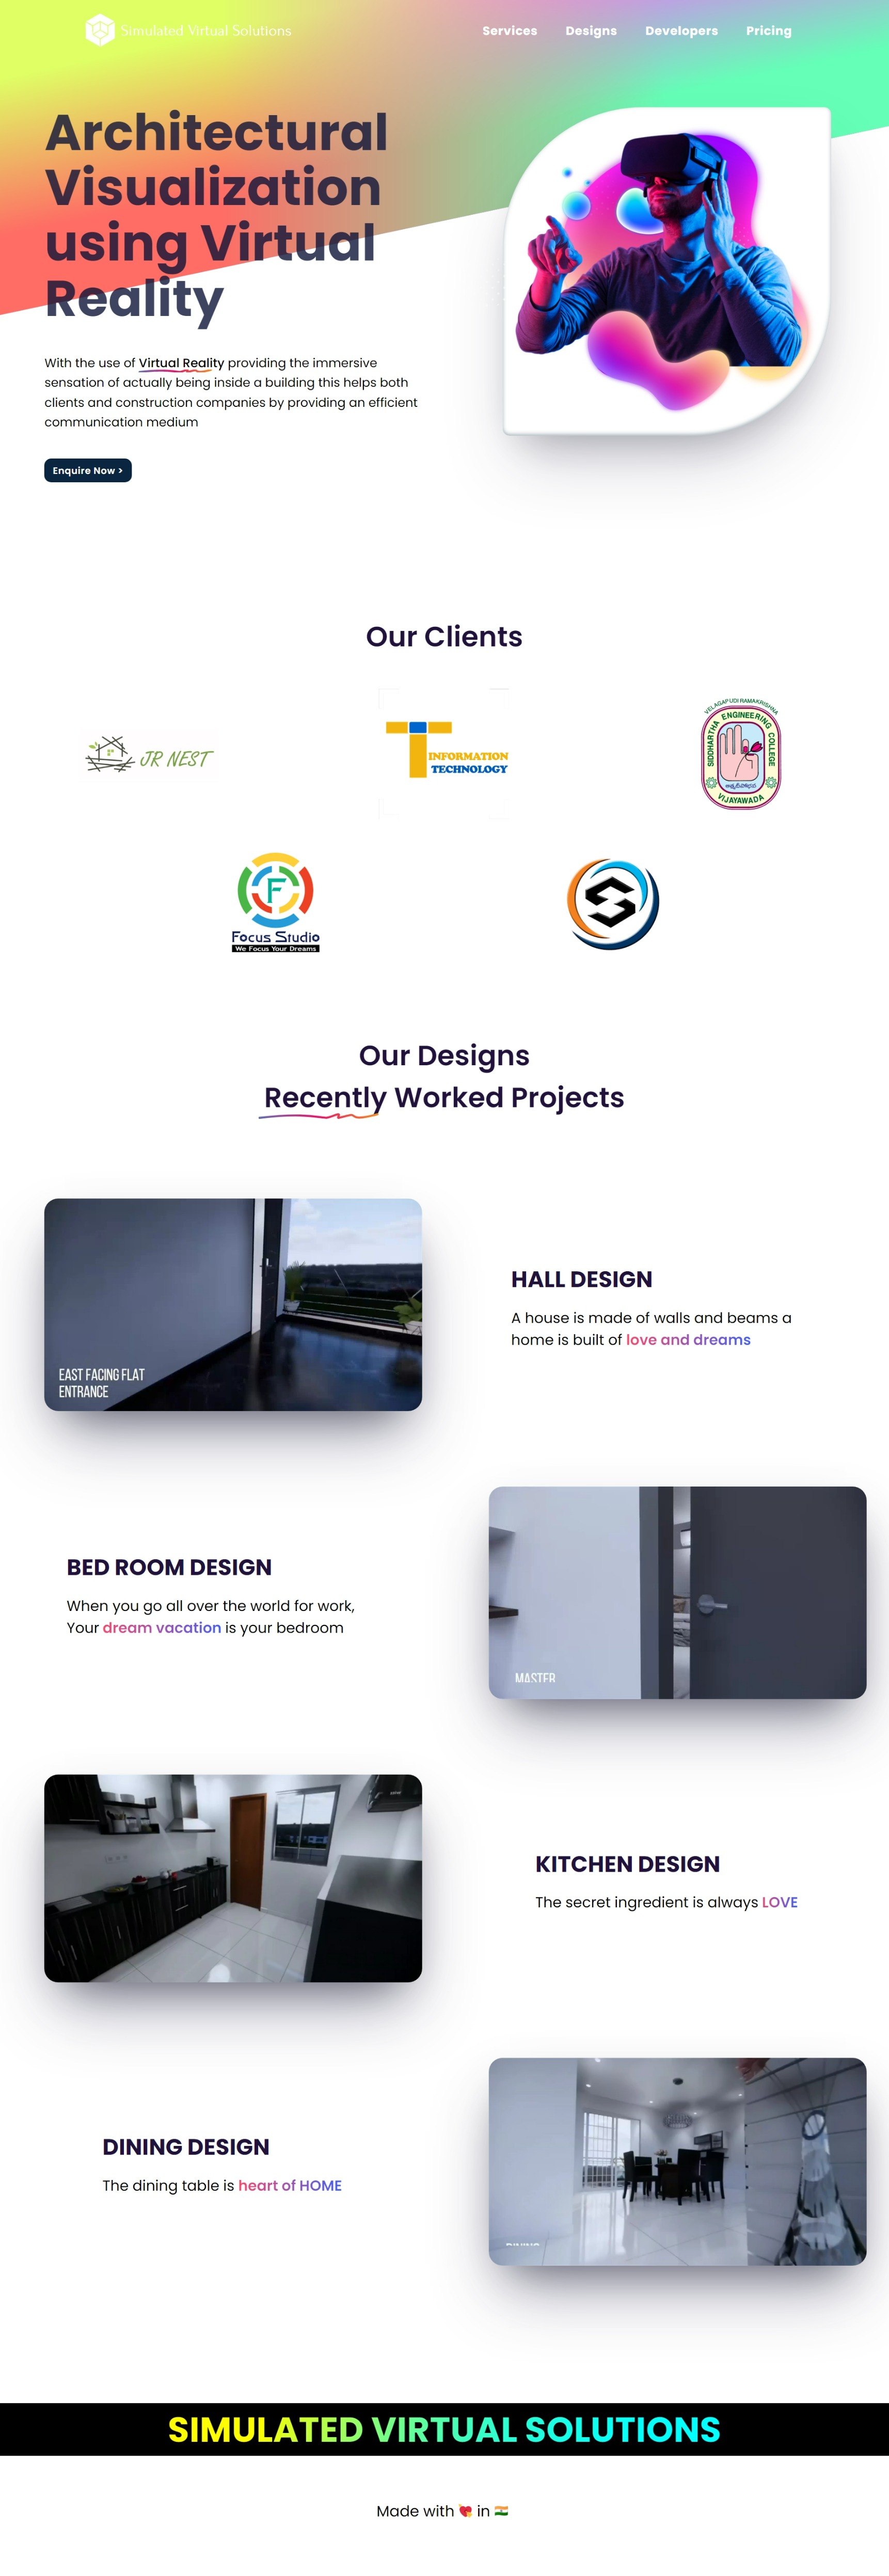 Simulated Virtual Solutions
Services Designs Developers Pricing
Architectural
Visualization
using Virtual
Reality
With the use of Virtual Reality providing the immersive
sensation of actually being inside a building this helps both
clients and construction companies by providing an efficient
communication medium
Enquire Now >
Our Clients
JR NEST
INFORMATION
TECHNOLOGY
VELAGAPUDI RAMAKRISHNA
SIDDHARTHA ENGINEERING COLLEGE
VIJAYAWADA
F
Focus Studio
We Focus Your Dreams
S
Our Designs
Recently Worked Projects
EAST FACING FLAT
ENTRANCE
HALL DESIGN
A house is made of walls and beams a
home is built of love and dreams
BED ROOM DESIGN
When you go all over the world for work,
Your dream vacation is your bedroom
MASTER
KITCHEN DESIGN
The secret ingredient is always LOVE
DINING DESIGN
The dining table is heart of HOME
DINING
SIMULATED VIRTUAL SOLUTIONS
Made with 💘 in 🇮🇳